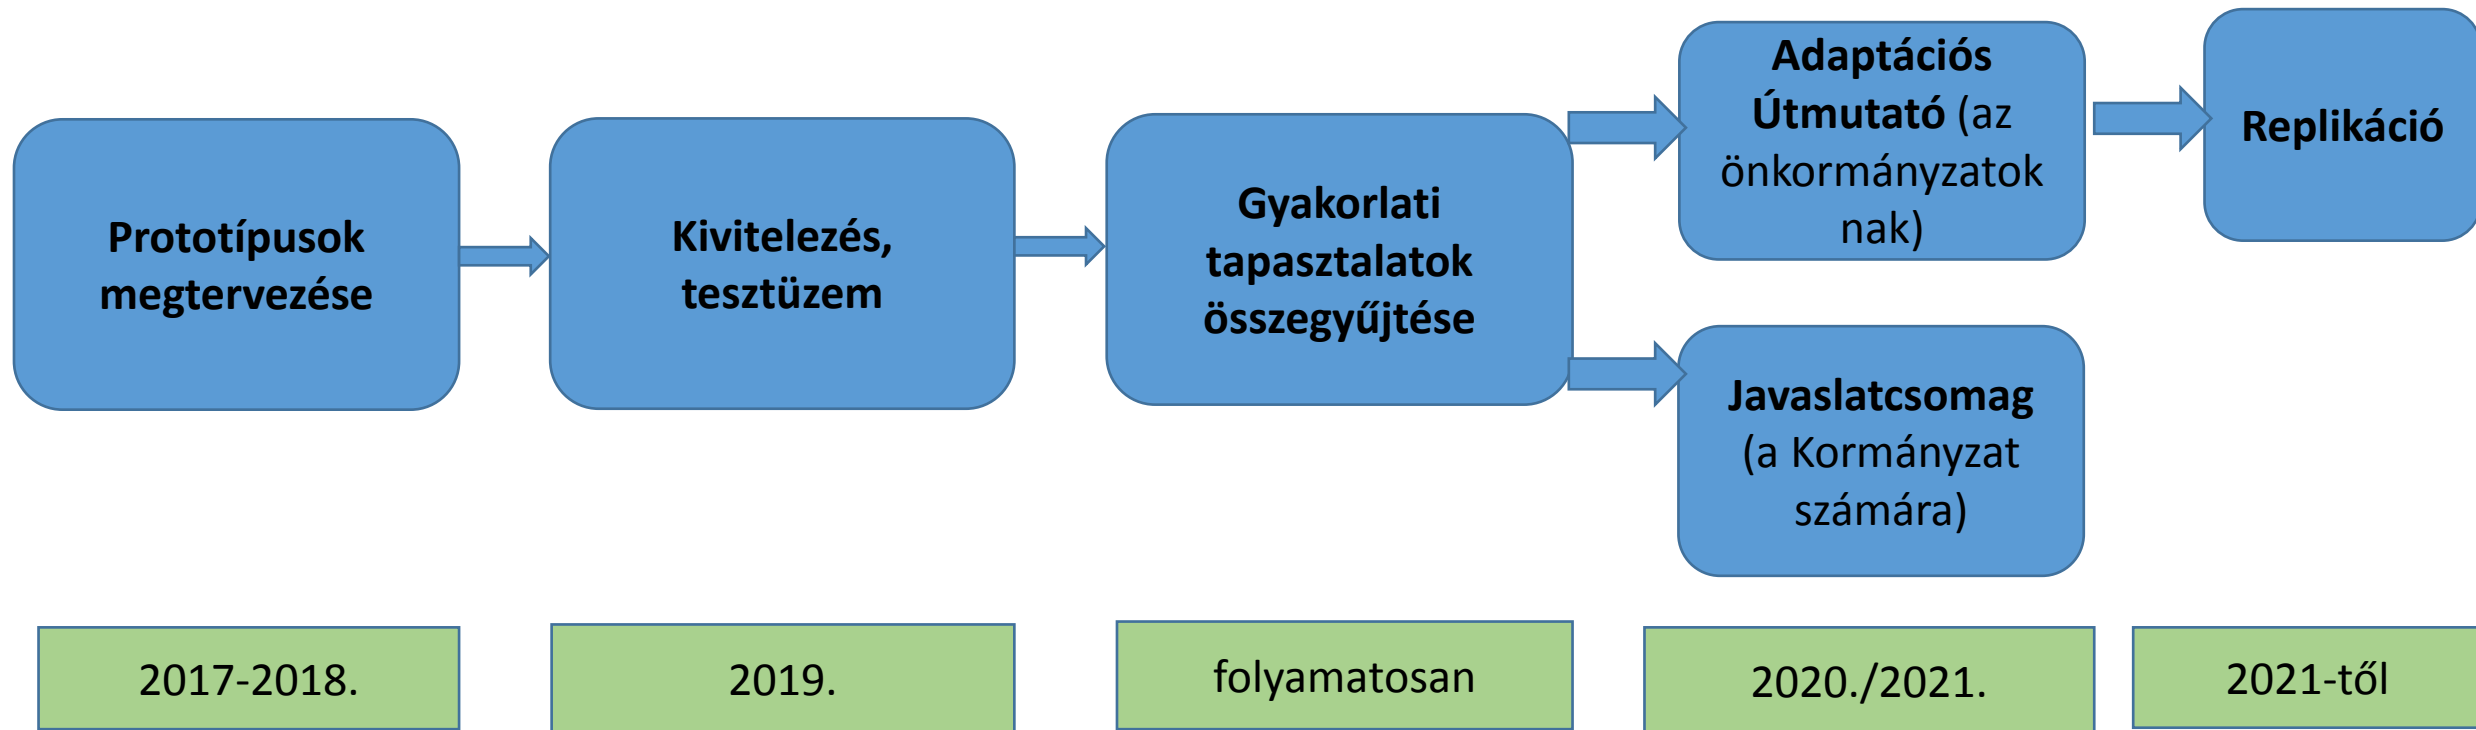 Prototípusok
megtervezése
Kivitelezés,
tesztüzem
Gyakorlati
tapasztalatok
összegyűjtése
Adaptációs
Útmutató (az
önkormányzatok
nak)
Javaslatcsomag
(a Kormányzat
számára)
Replikáció
2017-2018.
2019.
folyamatosan
2020./2021.
2021-től